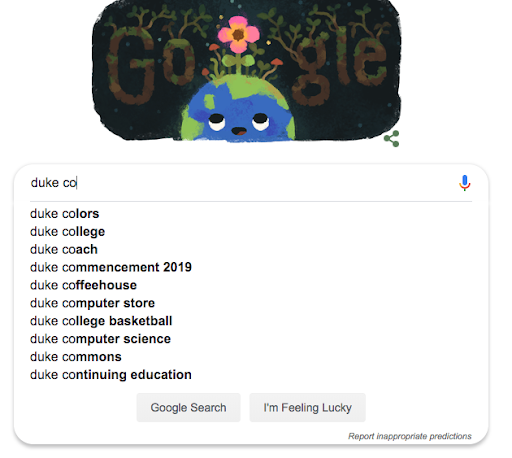 Google
duke co
duke colors
duke college
duke coach
duke commencement 2019
duke coffeehouse
duke computer store
duke college basketball
duke computer science
duke commons
duke continuing education
Google Search I'm Feeling Lucky
Report inappropriate predictions